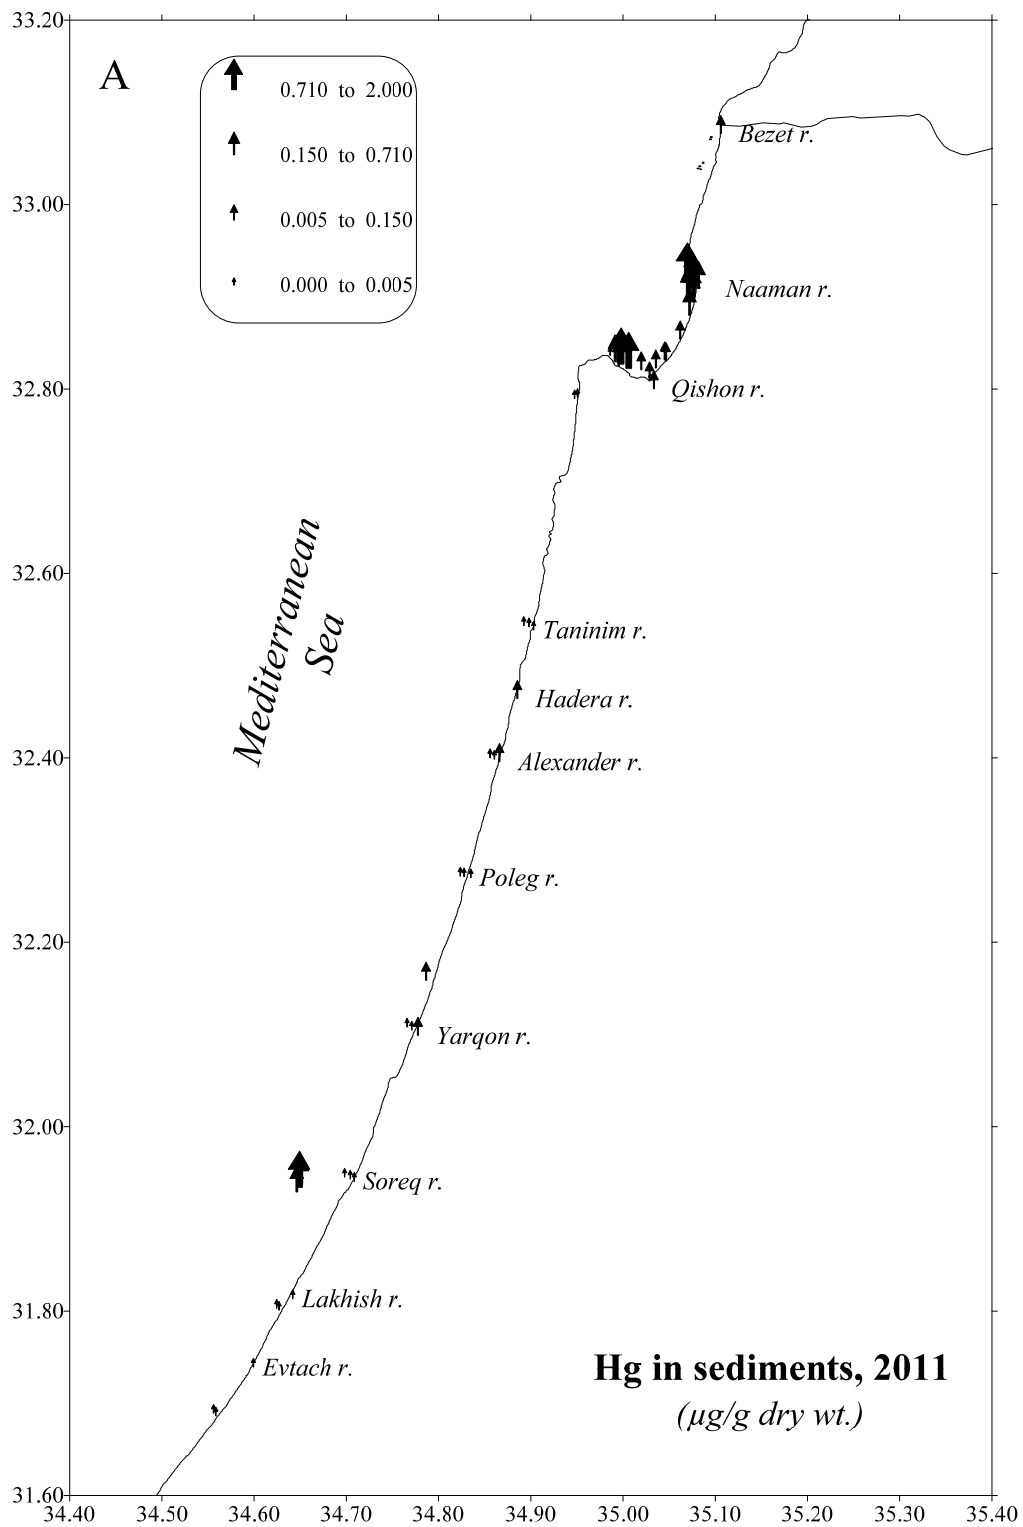 33.20
A
0.710 to 2.000
0.150 to 0.710
0.005 to 0.150
0.000 to 0.005
Bezet r.
33.00
Naaman r.
32.80
Qishon r.
Mediterranean
Sea
32.60
Taninim r.
Hadera r.
32.40
Alexander r.
Poleg r.
32.20
Yarqon r.
32.00
Soreq r.
31.80
Lakhish r.
Evtach r.
Hg in sediments, 2011
(µg/g dry wt.)
31.60
34.40 34.50 34.60 34.70 34.80 34.90 35.00 35.10 35.20 35.30 35.40